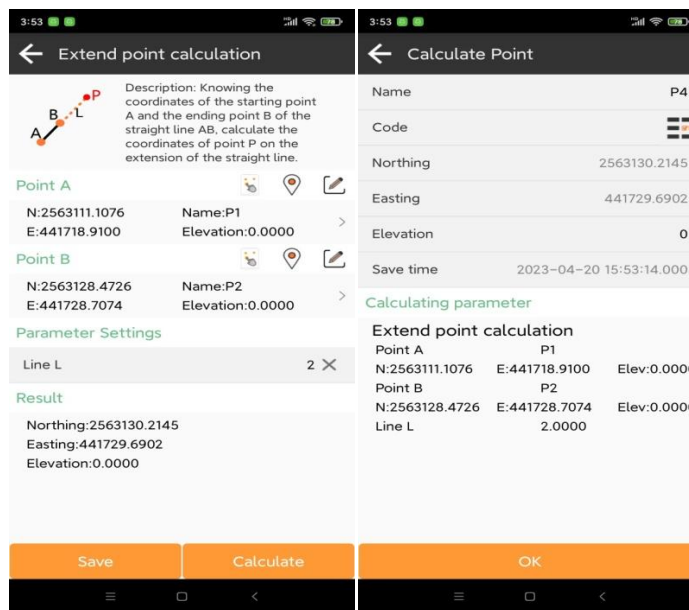 3:53
78
Extend point calculation
Description: Knowing the
coordinates of the starting point
A and the ending point B of the
straight line AB, calculate the
coordinates of point P on the
extension of the straight line.
A B L P
Point A
N:2563111.1076 Name:P1
E:441718.9100 Elevation:0.0000
Point B
N:2563128.4726 Name:P2
E:441728.7074 Elevation:0.0000
Parameter Settings
Line L 2
Result
Northing:2563130.2145
Easting:441729.6902
Elevation:0.0000
Save Calculate
3:53
78
Calculate Point
Name P4
Code
Northing 2563130.2145
Easting 441729.6902
Elevation 0
Save time 2023-04-20 15:53:14.000
Calculating parameter
Extend point calculation
Point A P1
N:2563111.1076 E:441718.9100 Elev:0.0000
Point B P2
N:2563128.4726 E:441728.7074 Elev:0.0000
Line L 2.0000
OK